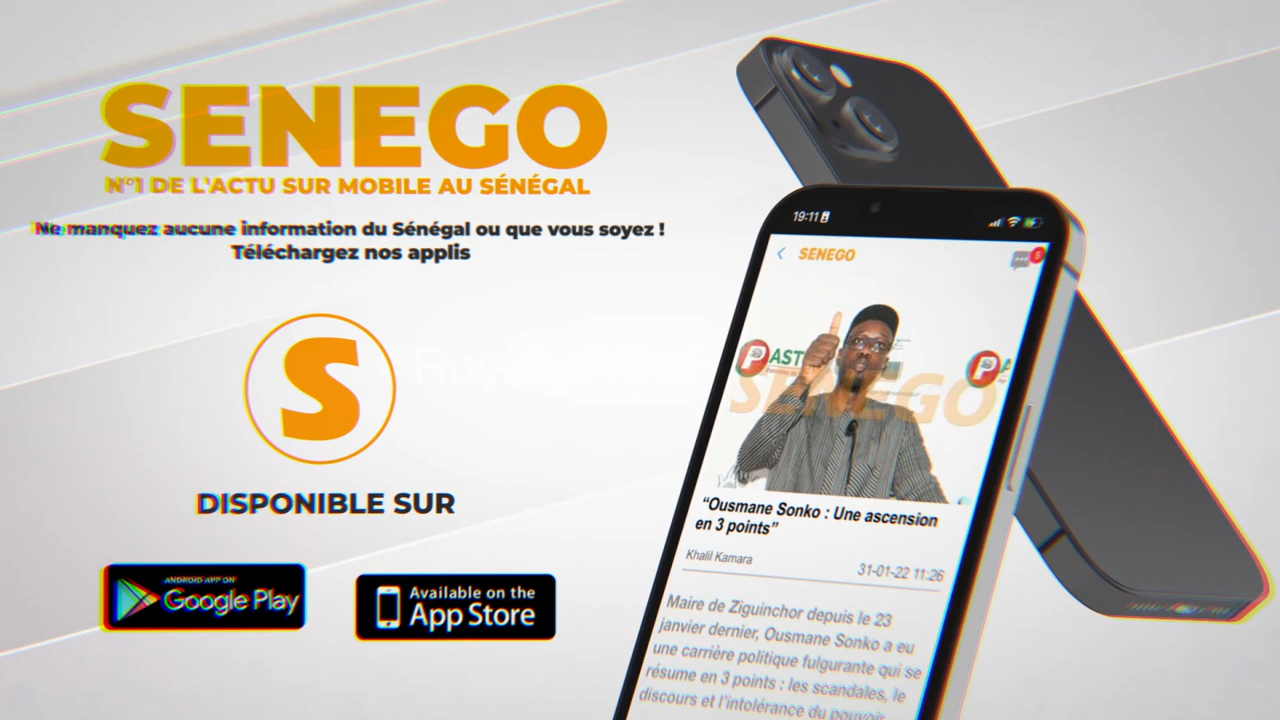 SENEGO
N°1 DE L'ACTU SUR MOBILE AU SÉNÉGAL
Ne manquez aucune information du Sénégal ou que vous soyez !
Téléchargez nos applis
S
DISPONIBLE SUR
ANDROID APP ON
Google Play
Available on the
App Store
19:11
SENEGO
5
PAST
PA
SENEGO
“Ousmane Sonko : Une ascension
en 3 points”
Khalil Kamara
31-01-22 11:26
Maire de Ziguinchor depuis le 23
janvier dernier, Ousmane Sonko a eu
une carrière politique fulgurante qui se
résume en 3 points : les scandales, le
discours et l'intolérance du pouvoir